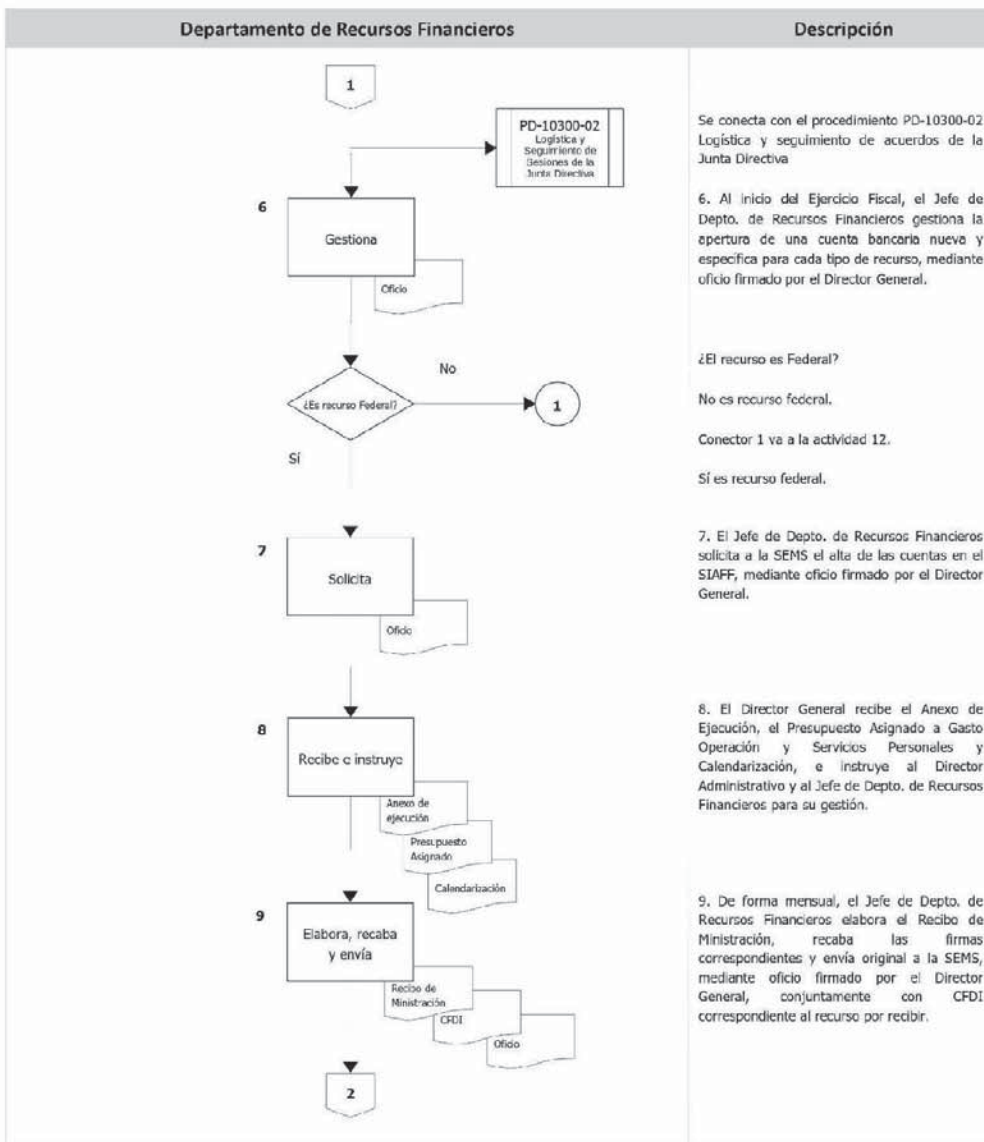 Departamento de Recursos Financieros
Descripción
1
PD-10300-02
Logística y
Seguimiento de
Sesiones de la
Junta Directiva
Se conecta con el procedimiento PD-10300-02
Logística y seguimiento de acuerdos de la
Junta Directiva
6
Gestiona
Oficio
6. Al inicio del Ejercicio Fiscal, el Jefe de
Depto. de Recursos Financieros gestiona la
apertura de una cuenta bancaria nueva y
específica para cada tipo de recurso, mediante
oficio firmado por el Director General.
¿Es recurso Federal?
No
1
Sí
¿El recurso es Federal?
No es recurso federal.
Conector 1 va a la actividad 12.
Sí es recurso federal.
7
Solicita
Oficio
7. El Jefe de Depto. de Recursos Financieros
solicita a la SEMS el alta de las cuentas en el
SIAFF, mediante oficio firmado por el Director
General.
8
Recibe e instruye
Anexo de
ejecución
Presupuesto
Asignado
Calendarización
8. El Director General recibe el Anexo de
Ejecución, el Presupuesto Asignado a Gasto
Operación y Servicios Personales y
Calendarización, e instruye al Director
Administrativo y al Jefe de Depto. de Recursos
Financieros para su gestión.
9
Elabora, recaba
y envía
Recibo de
Ministración
CFDI
Oficio
9. De forma mensual, el Jefe de Depto. de
Recursos Financieros elabora el Recibo de
Ministración, recaba las firmas
correspondientes y envía original a la SEMS,
mediante oficio firmado por el Director
General, conjuntamente con CFDI
correspondiente al recurso por recibir.
2